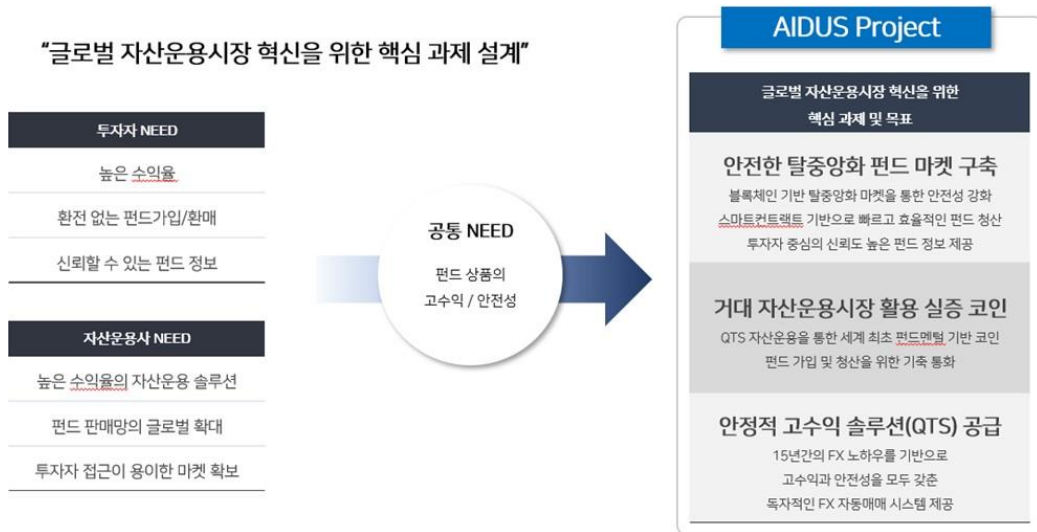 “글로벌 자산운용시장 혁신을 위한 핵심 과제 설계”
투자자 NEED
높은 수익율
환전 없는 펀드가입/환매
신뢰할 수 있는 펀드 정보
자산운용사 NEED
높은 수익율의 자산운용 솔루션
펀드 판매망의 글로벌 확대
투자자 접근이 용이한 마켓 확보
공통 NEED
펀드 상품의
고수익 / 안전성
AIDUS Project
글로벌 자산운용시장 혁신을 위한
핵심 과제 및 목표
안전한 탈중앙화 펀드 마켓 구축
블록체인 기반 탈중앙화 마켓을 통한 안전성 강화
스마트컨트랙트 기반으로 빠르고 효율적인 펀드 청산
투자자 중심의 신뢰도 높은 펀드 정보 제공
거대 자산운용시장 활용 실증 코인
QTS 자산운용을 통한 세계 최초 펀드멘털 기반 코인
펀드 가입 및 청산을 위한 기축 통화
안정적 고수익 솔루션(QTS) 공급
15년간의 FX 노하우를 기반으로
고수익과 안전성을 모두 갖춘
독자적인 FX 자동매매 시스템 제공